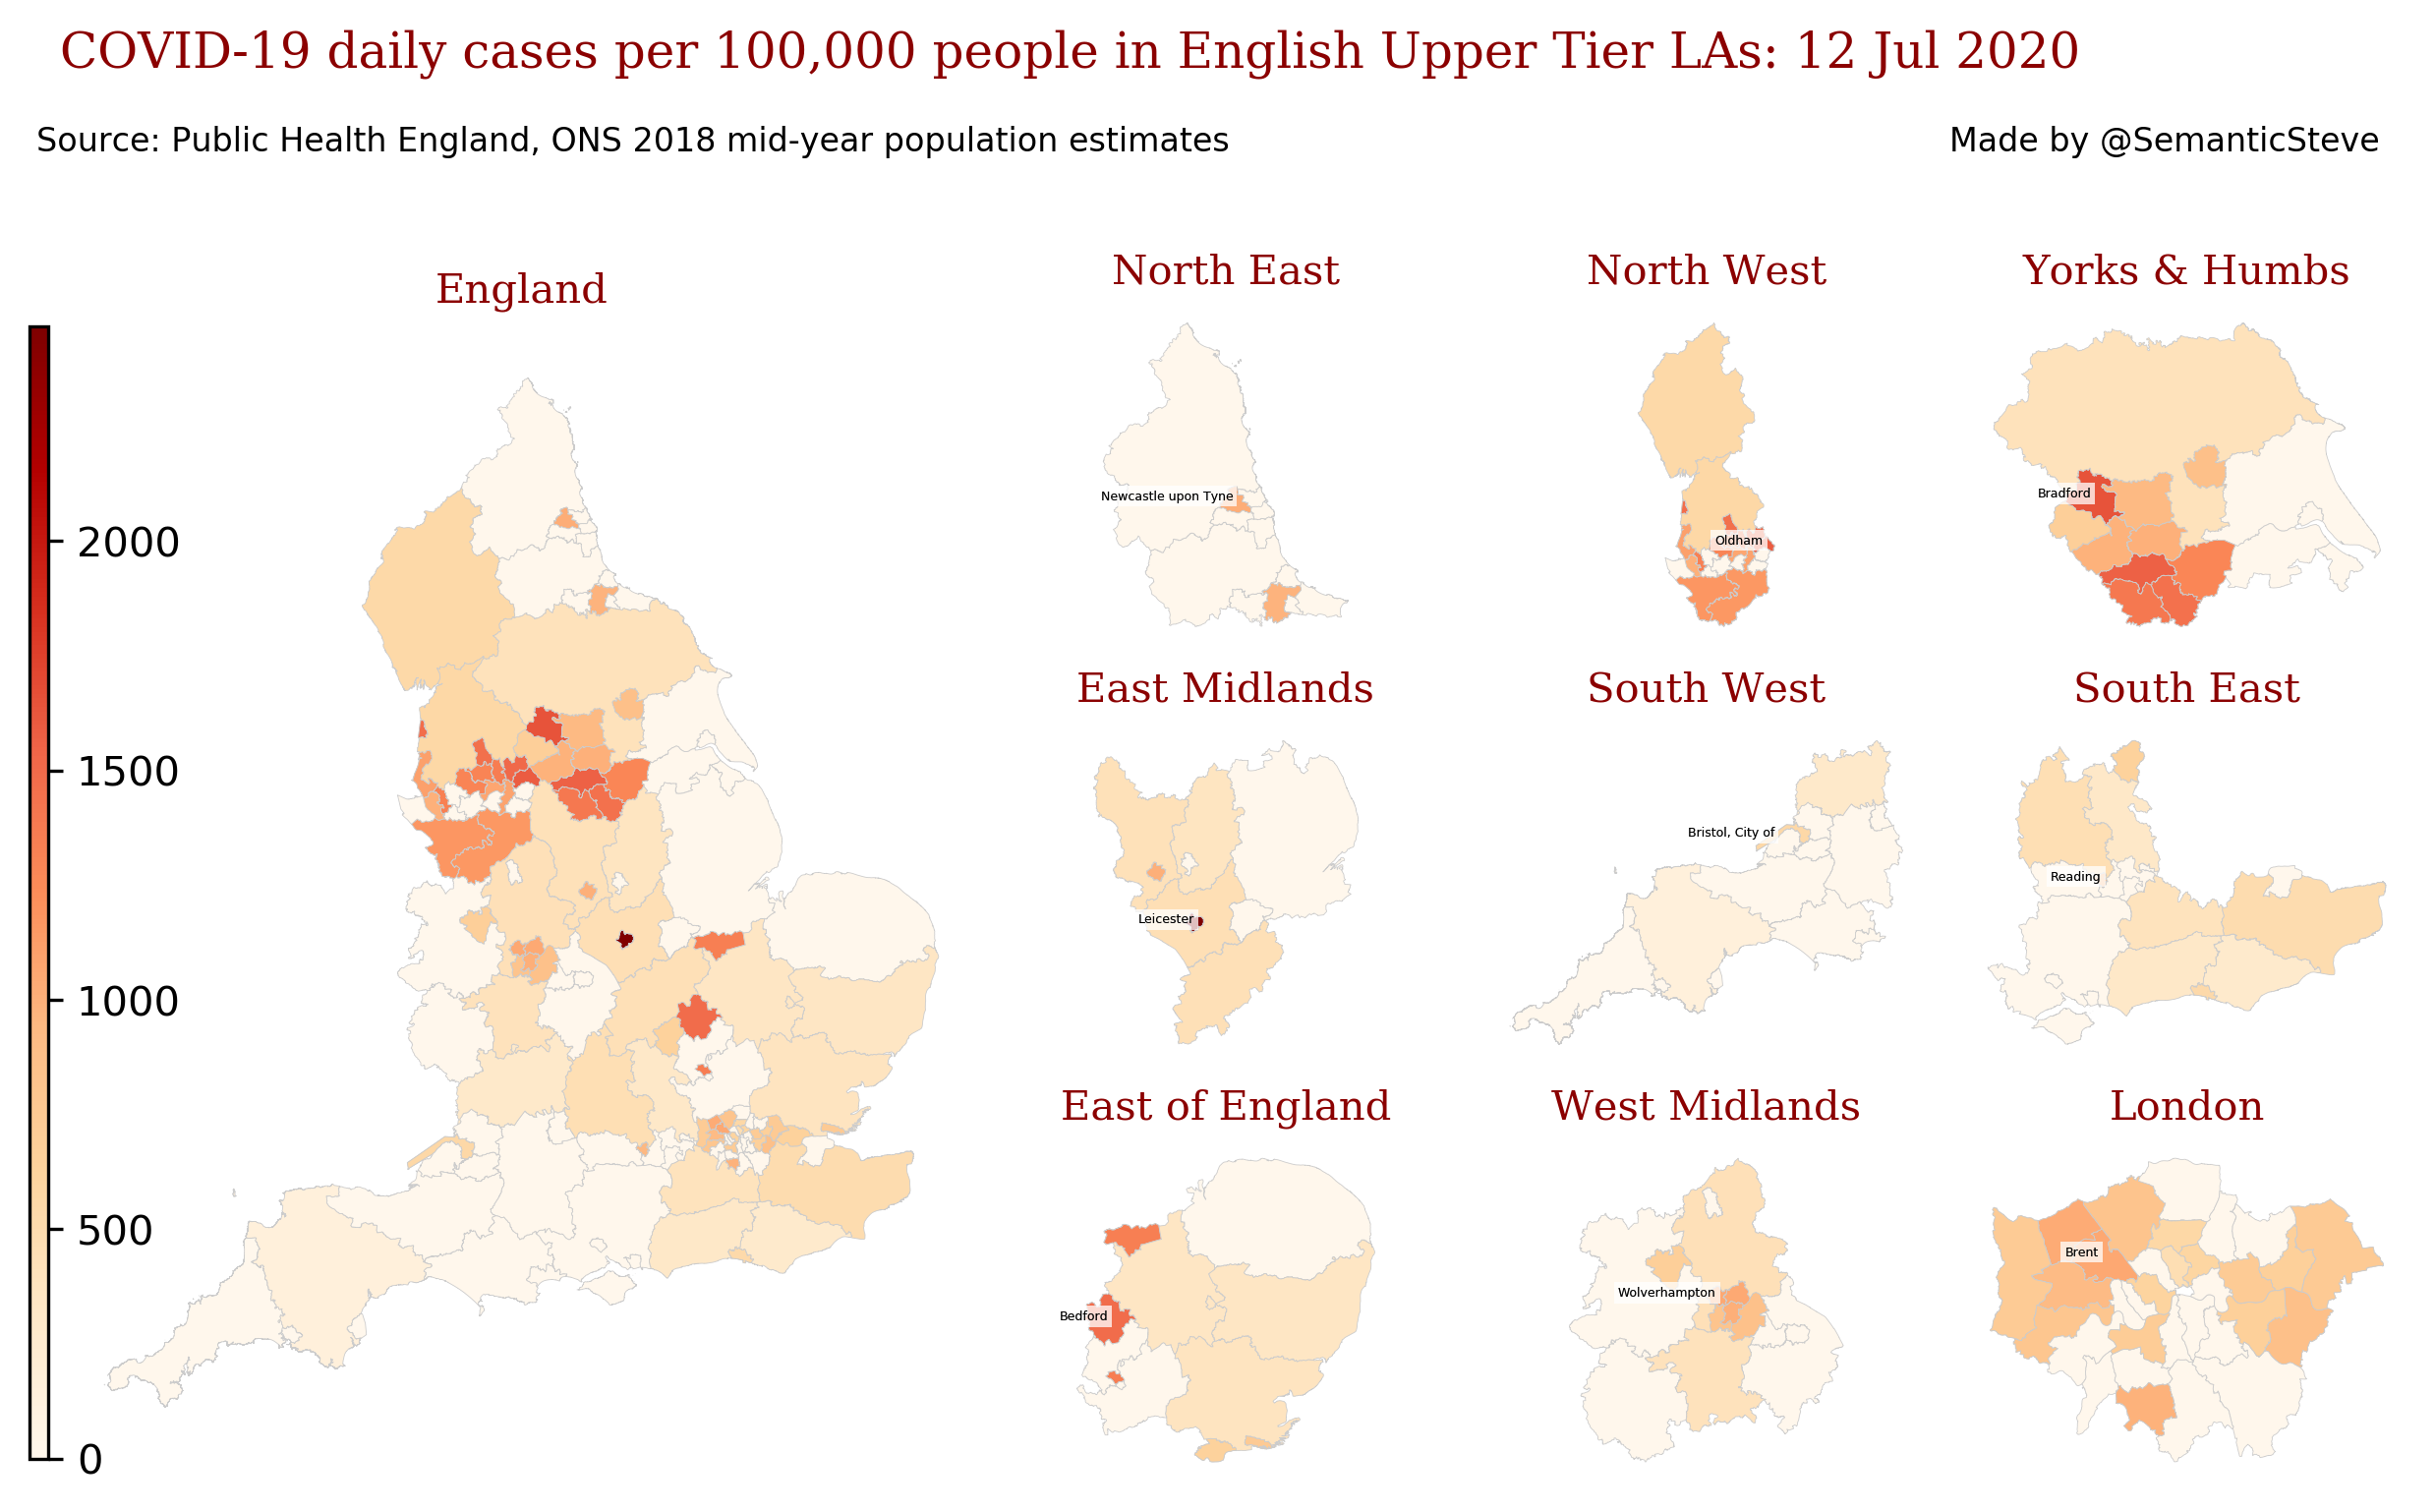 COVID-19 daily cases per 100,000 people in English Upper Tier LAs: 12 Jul 2020
Source: Public Health England, ONS 2018 mid-year population estimates
Made by @SemanticSteve
England
2000
1500
1000
500
0
North East
Newcastle upon Tyne
North West
Oldham
Yorks & Humbs
Bradford
East Midlands
Leicester
South West
Bristol, City of
South East
Reading
East of England
Bedford
West Midlands
Wolverhampton
London
Brent